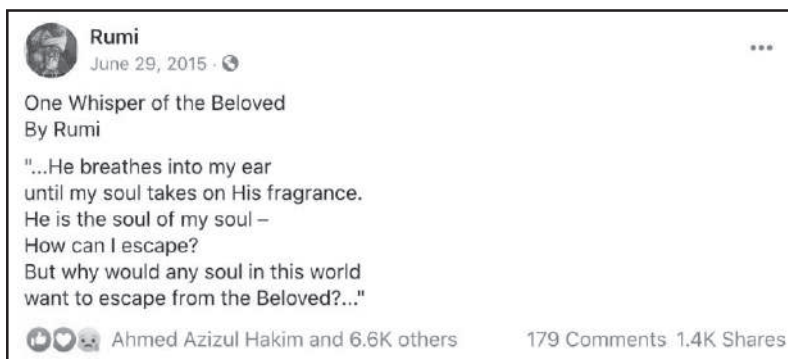 Rumi
June 29, 2015 ·
One Whisper of the Beloved
By Rumi
"...He breathes into my ear
until my soul takes on His fragrance.
He is the soul of my soul –
How can I escape?
But why would any soul in this world
want to escape from the Beloved?..."
Ahmed Azizul Hakim and 6.6K others 179 Comments 1.4K Shares